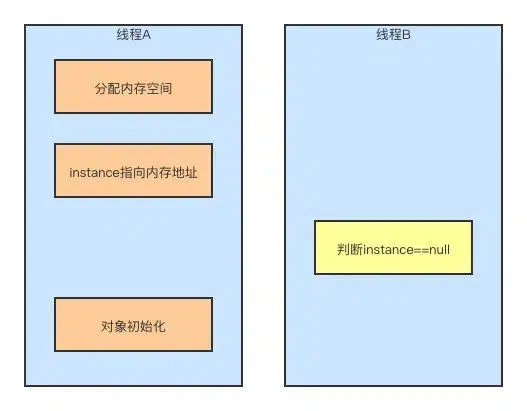 线程A
线程B
分配内存空间
instance指向内存地址
判断instance==null
对象初始化